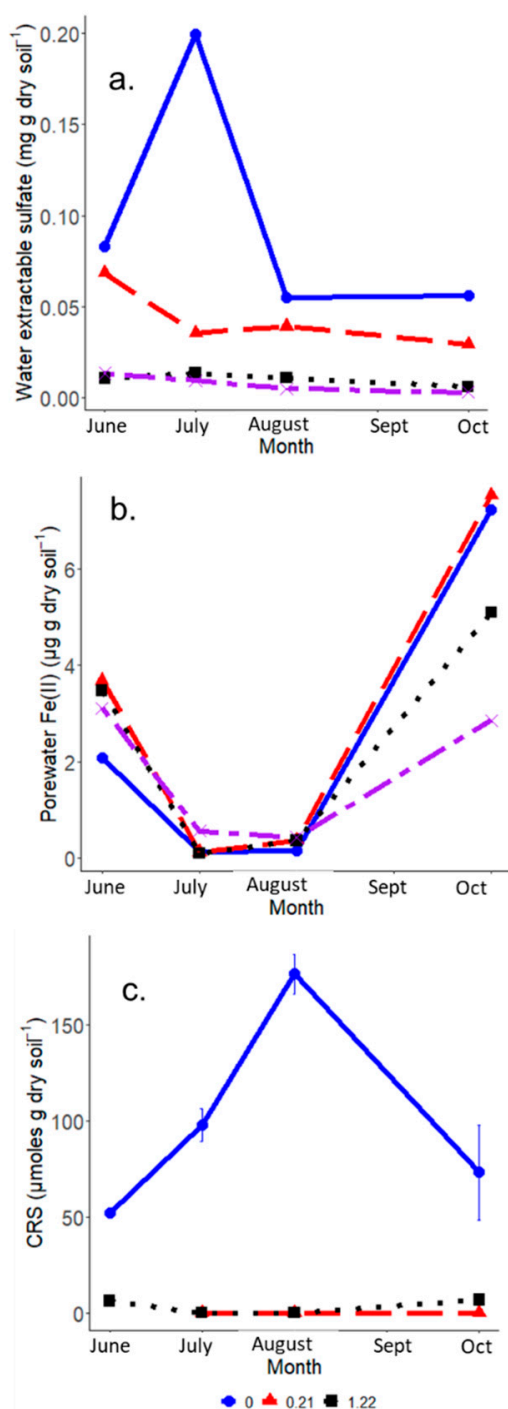 a.
Water extractable sulfate (mg g dry soil⁻¹)
0.20
0.15
0.10
0.05
0.00
June July August Sept Oct
Month
b.
Porewater Fe(II) (µg g dry soil⁻¹)
6
4
2
0
June July August Sept Oct
Month
c.
CRS (µmoles g dry soil⁻¹)
150
100
50
0
June July August Sept Oct
Month
0 0.21 1.22